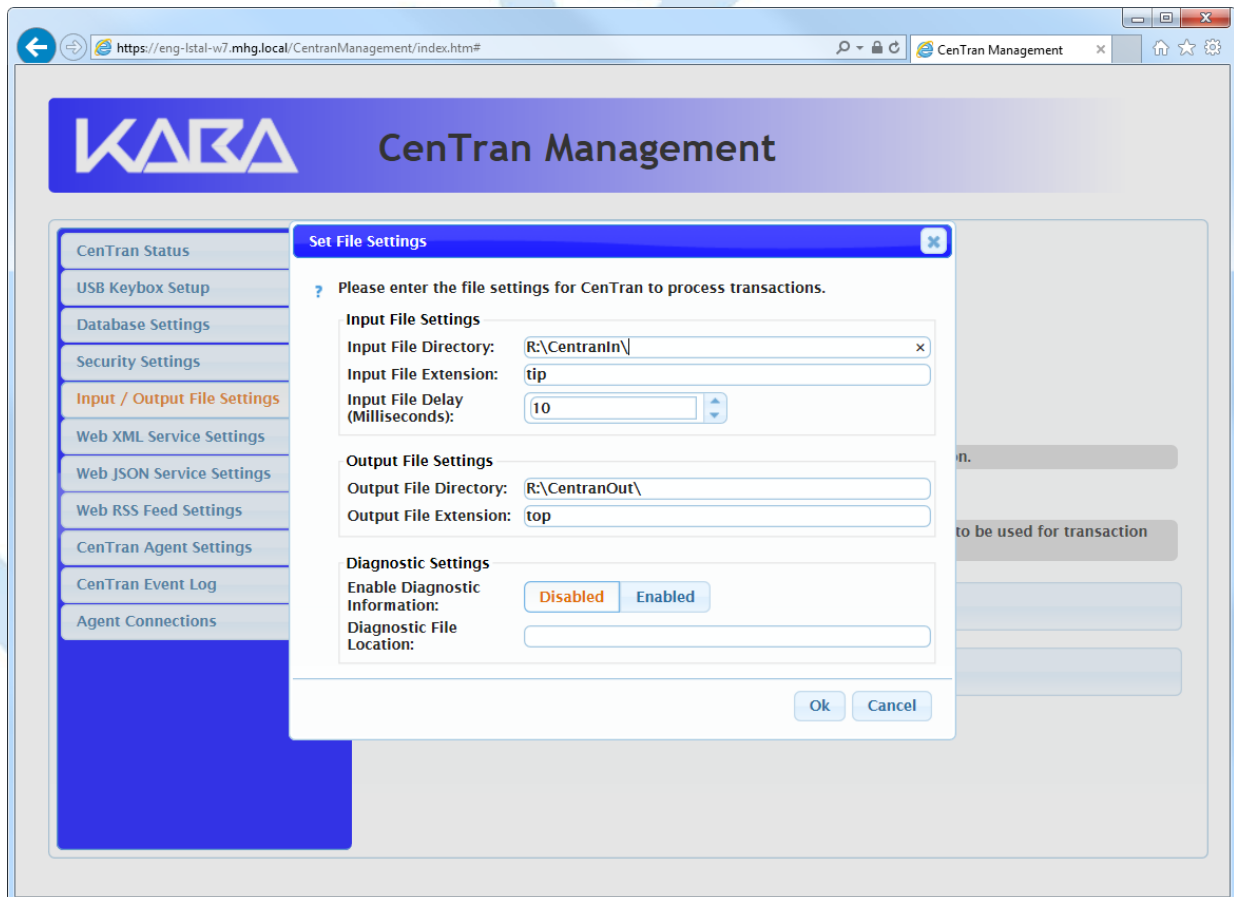 https://eng-lstal-w7.mhg.local/CentranManagement/index.htm#
CenTran Management
KABA
CenTran Management
CenTran Status
USB Keybox Setup
Database Settings
Security Settings
Input / Output File Settings
Web XML Service Settings
Web JSON Service Settings
Web RSS Feed Settings
CenTran Agent Settings
CenTran Event Log
Agent Connections
Set File Settings
? Please enter the file settings for CenTran to process transactions.
Input File Settings
Input File Directory: R:\CentranIn\
Input File Extension: tip
Input File Delay
(Milliseconds): 10
Output File Settings
Output File Directory: R:\CentranOut\
Output File Extension: top
Diagnostic Settings
Enable Diagnostic
Information: Disabled Enabled
Diagnostic File
Location:
Ok Cancel
n.
to be used for transaction